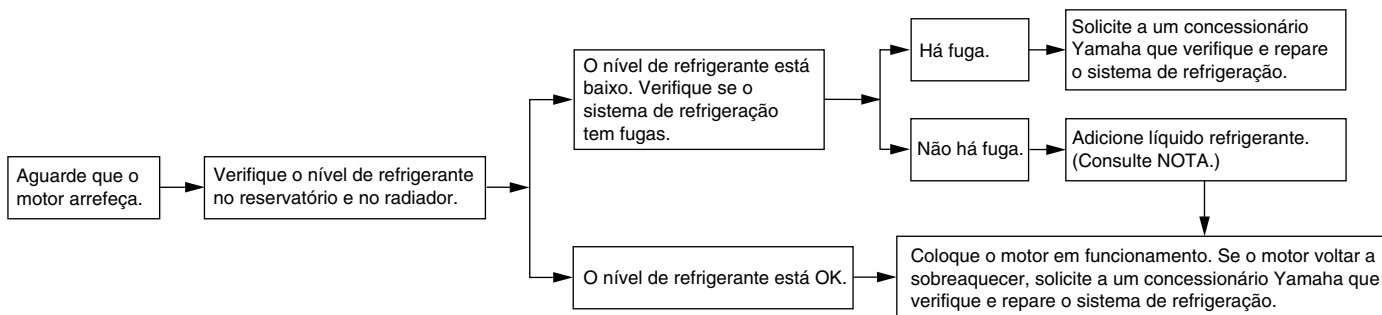 Aguarde que o
motor arrefeça.
Verifique o nível de refrigerante
no reservatório e no radiador.
O nível de refrigerante está
baixo. Verifique se o
sistema de refrigeração
tem fugas.
Há fuga.
Solicite a um concessionário
Yamaha que verifique e repare
o sistema de refrigeração.
Não há fuga.
Adicione líquido refrigerante.
(Consulte NOTA.)
O nível de refrigerante está OK.
Coloque o motor em funcionamento. Se o motor voltar a
sobreaquecer, solicite a um concessionário Yamaha que
verifique e repare o sistema de refrigeração.